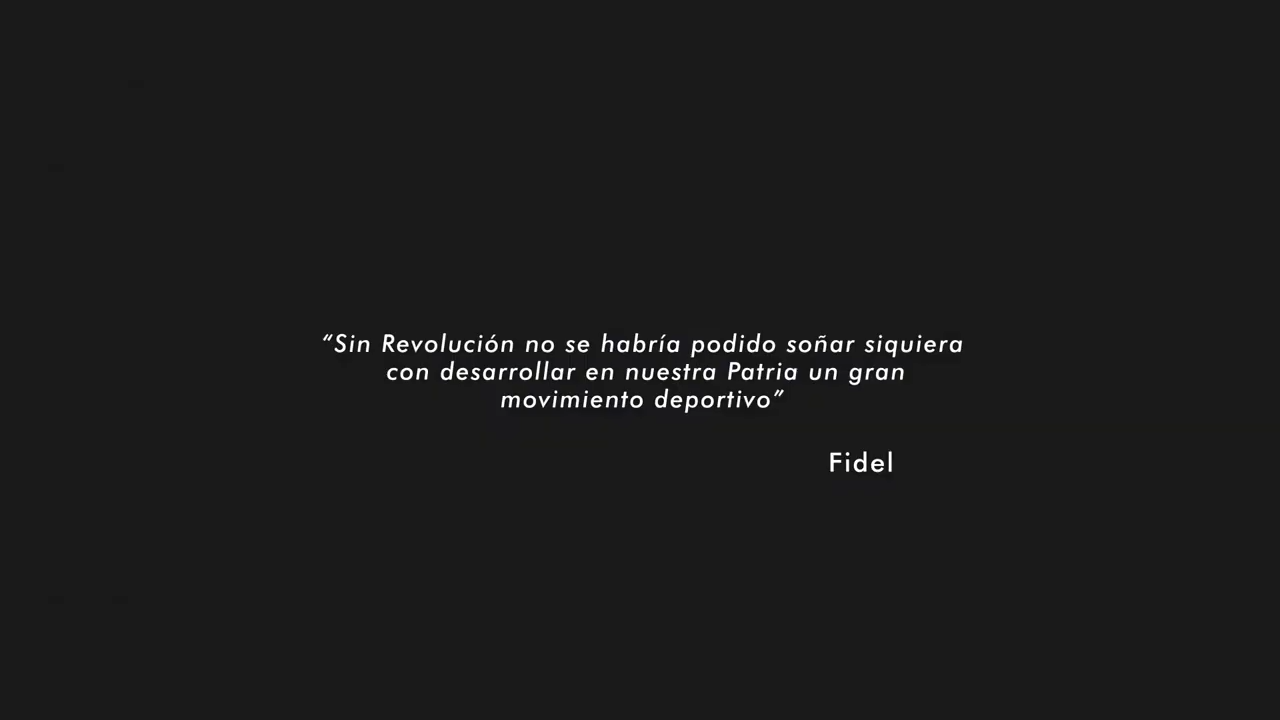 “Sin Revolución no se habría podido soñar siquiera
con desarrollar en nuestra Patria un gran
movimiento deportivo”
Fidel